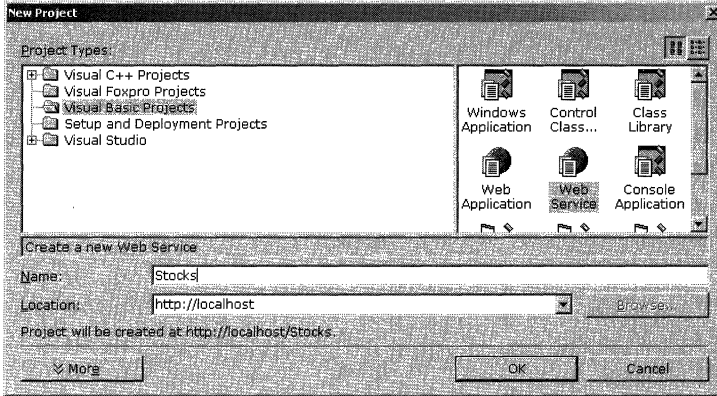 New Project
Project Types:
Visual C++ Projects
Visual Foxpro Projects
Visual Basic Projects
Setup and Deployment Projects
Visual Studio
Windows Application
Control Class...
Class Library
Web Application
Web Service
Console Application
Create a new Web Service
Name:
Stocks
Location:
http://localhost
Browse...
Project will be created at http://localhost/Stocks.
More
OK
Cancel